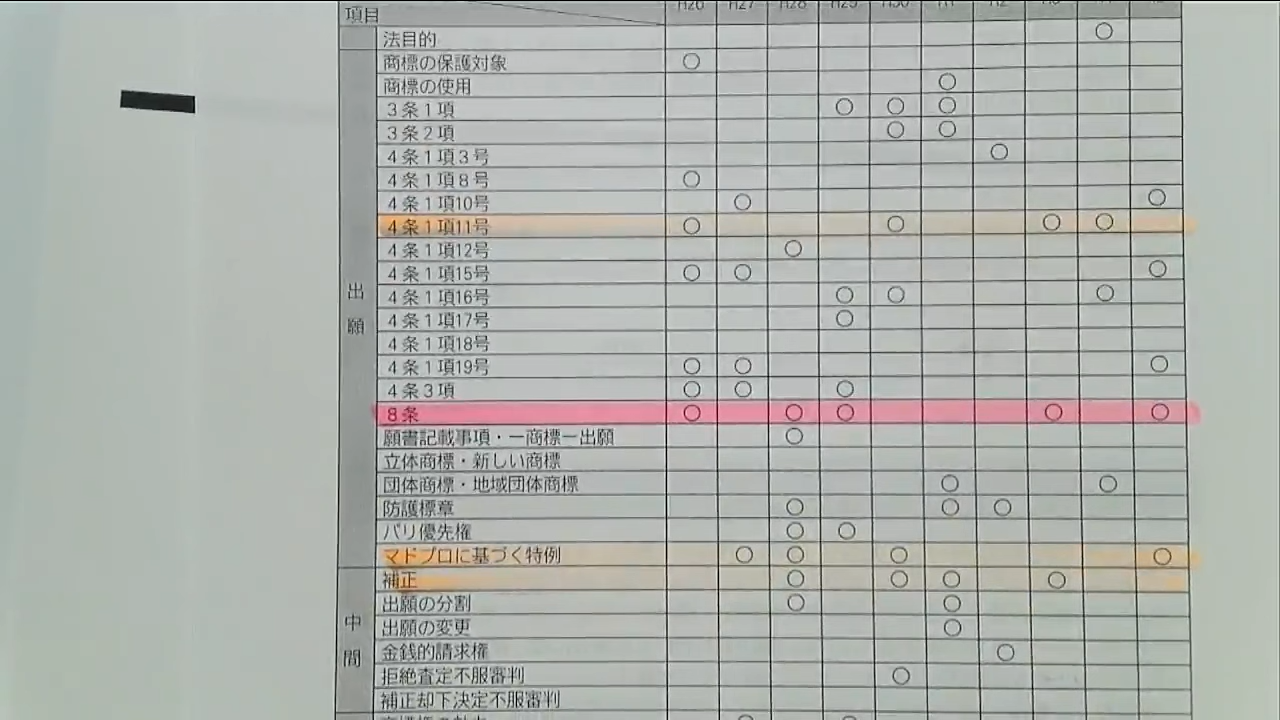 項目 H26 H27 H28 H29 H30 R1 R2
法目的 ○
商標の保護対象 ○
商標の使用 ○
3条1項 ○ ○ ○
3条2項 ○ ○
4条1項3号 ○
4条1項8号 ○
4条1項10号 ○ ○
4条1項11号 ○ ○ ○ ○
4条1項12号 ○
4条1項15号 ○ ○ ○
4条1項16号 ○ ○ ○
4条1項17号 ○
4条1項18号
4条1項19号 ○ ○ ○
4条3項 ○ ○ ○
8条 ○ ○ ○ ○ ○
願書記載事項・一商標一出願 ○
立体商標・新しい商標
団体商標・地域団体商標 ○ ○
防護標章 ○ ○ ○
パリ優先権 ○ ○
マドプロに基づく特例 ○ ○ ○ ○
出願
補正 ○ ○ ○ ○
出願の分割 ○ ○
出願の変更 ○
金銭的請求権 ○
拒絶査定不服審判 ○
補正却下決定不服審判
中間